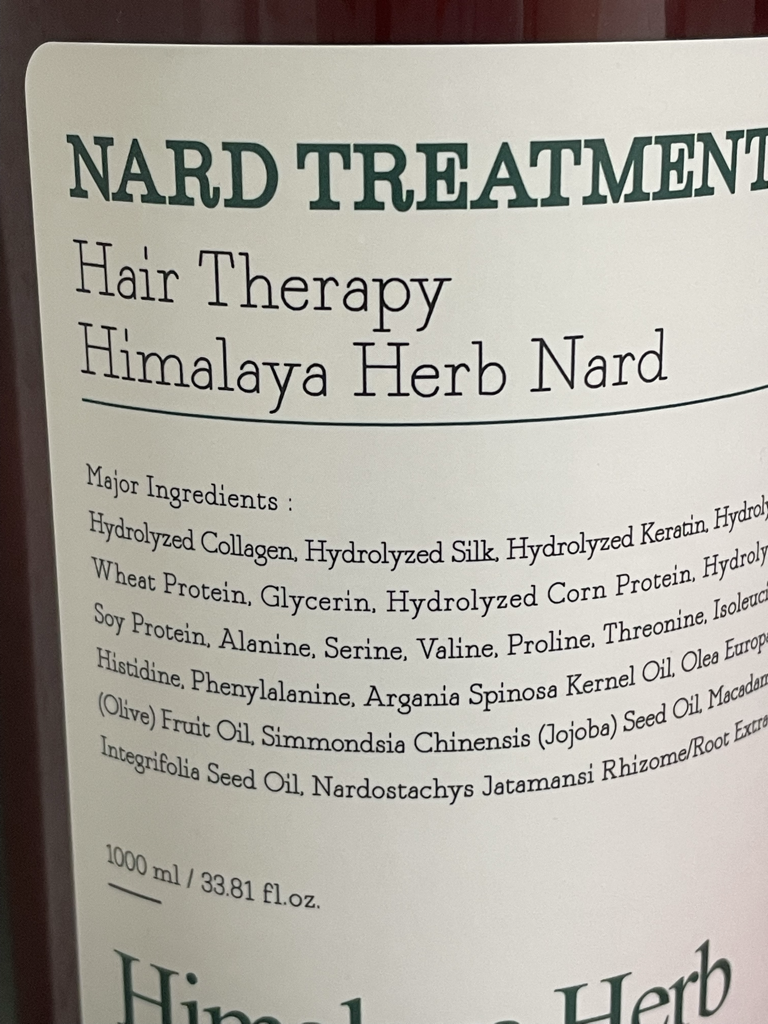 NARD TREATMENT
Hair Therapy
Himalaya Herb Nard
Major Ingredients :
Hydrolyzed Collagen, Hydrolyzed Silk, Hydrolyzed Keratin,
Wheat Protein, Glycerin, Hydrolyzed Corn Protein,
Soy Protein, Alanine, Serine, Valine, Proline, Threonine,
Histidine, Phenylalanine, Argania Spinosa Kernel Oil, Olea
(Olive) Fruit Oil, Simmondsia Chinensis (Jojoba) Seed Oil,
Integrifolia Seed Oil, Nardostachys Jatamansi Rhizome/Root
1000 ml / 33.81 fl.oz.
Herb